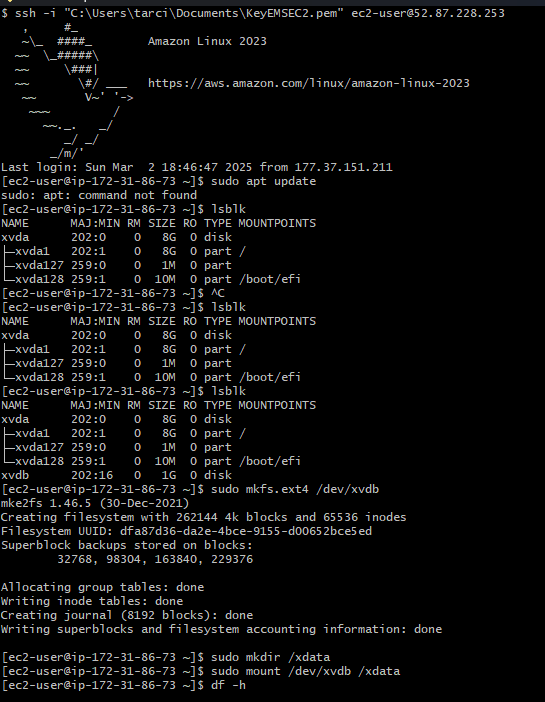 $ ssh -i "C:\Users\tarci\Documents\KeyEMSEC2.pem" ec2-user@52.87.228.253
   ,     #_
   ~\_  ####_        Amazon Linux 2023
  ~~  \_#####\
  ~~     \###|
  ~~       \#/ ___   https://aws.amazon.com/linux/amazon-linux-2023
   ~~       V~' '->
    ~~~         /
      ~~._.   _/
         _/ _/
       _/m/'
Last login: Sun Mar  2 18:46:47 2025 from 177.37.151.211
[ec2-user@ip-172-31-86-73 ~]$ sudo apt update
sudo: apt: command not found
[ec2-user@ip-172-31-86-73 ~]$ lsblk
NAME      MAJ:MIN RM SIZE RO TYPE MOUNTPOINTS
xvda      202:0    0   8G  0 disk
├─xvda1   202:1    0   8G  0 part /
├─xvda127 259:0    0   1M  0 part
└─xvda128 259:1    0  10M  0 part /boot/efi
[ec2-user@ip-172-31-86-73 ~]$ ^C
[ec2-user@ip-172-31-86-73 ~]$ lsblk
NAME      MAJ:MIN RM SIZE RO TYPE MOUNTPOINTS
xvda      202:0    0   8G  0 disk
├─xvda1   202:1    0   8G  0 part /
├─xvda127 259:0    0   1M  0 part
└─xvda128 259:1    0  10M  0 part /boot/efi
[ec2-user@ip-172-31-86-73 ~]$ lsblk
NAME      MAJ:MIN RM SIZE RO TYPE MOUNTPOINTS
xvda      202:0    0   8G  0 disk
├─xvda1   202:1    0   8G  0 part /
├─xvda127 259:0    0   1M  0 part
└─xvda128 259:1    0  10M  0 part /boot/efi
xvdb      202:16   0   1G  0 disk
[ec2-user@ip-172-31-86-73 ~]$ sudo mkfs.ext4 /dev/xvdb
mke2fs 1.46.5 (30-Dec-2021)
Creating filesystem with 262144 4k blocks and 65536 inodes
Filesystem UUID: dfa87d36-da2e-4bce-9155-d00652bce5ed
Superblock backups stored on blocks:
        32768, 98304, 163840, 229376

Allocating group tables: done
Writing inode tables: done
Creating journal (8192 blocks): done
Writing superblocks and filesystem accounting information: done

[ec2-user@ip-172-31-86-73 ~]$ sudo mkdir /xdata
[ec2-user@ip-172-31-86-73 ~]$ sudo mount /dev/xvdb /xdata
[ec2-user@ip-172-31-86-73 ~]$ df -h